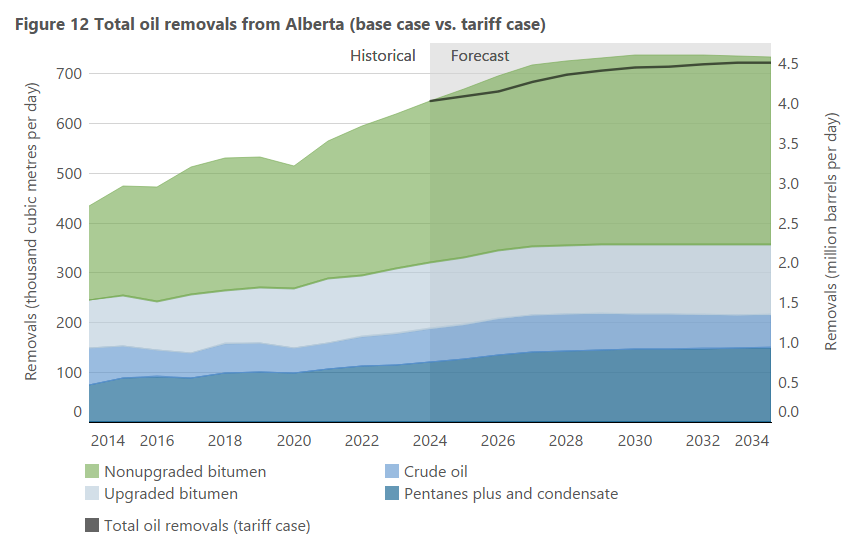 Figure 12 Total oil removals from Alberta (base case vs. tariff case)
Historical
Forecast
Removals (thousand cubic metres per day)
700
600
500
400
300
200
100
0
4.5
4.0
3.5
3.0
2.5
2.0
1.5
1.0
0.5
0.0
Removals (million barrels per day)
2014 2016 2018 2020 2022 2024 2026 2028 2030 2032 2034
Nonupgraded bitumen
Crude oil
Upgraded bitumen
Pentanes plus and condensate
Total oil removals (tariff case)